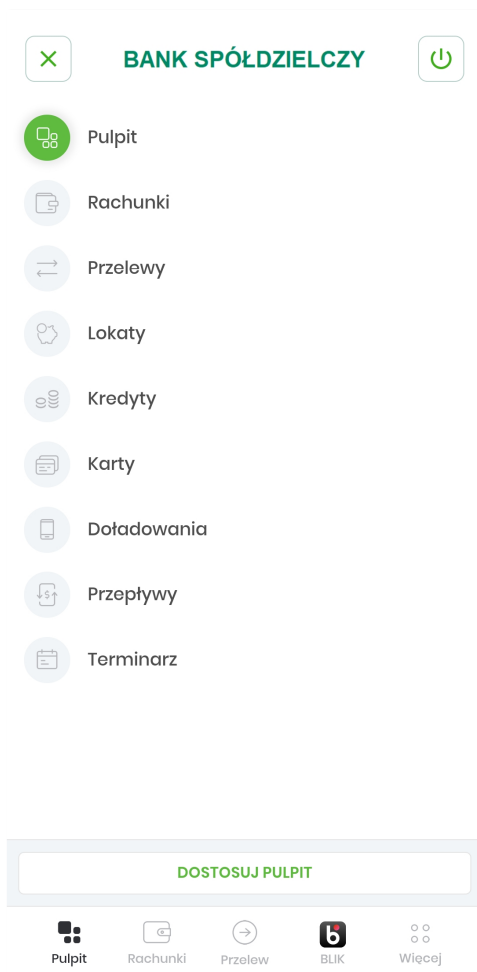 BANK SPÓŁDZIELCZY
Pulpit
Rachunki
Przelewy
Lokaty
Kredyty
Karty
Doładowania
Przepływy
Terminarz
DOSTOSUJ PULPIT
Pulpit Rachunki Przelew BLIK Więcej